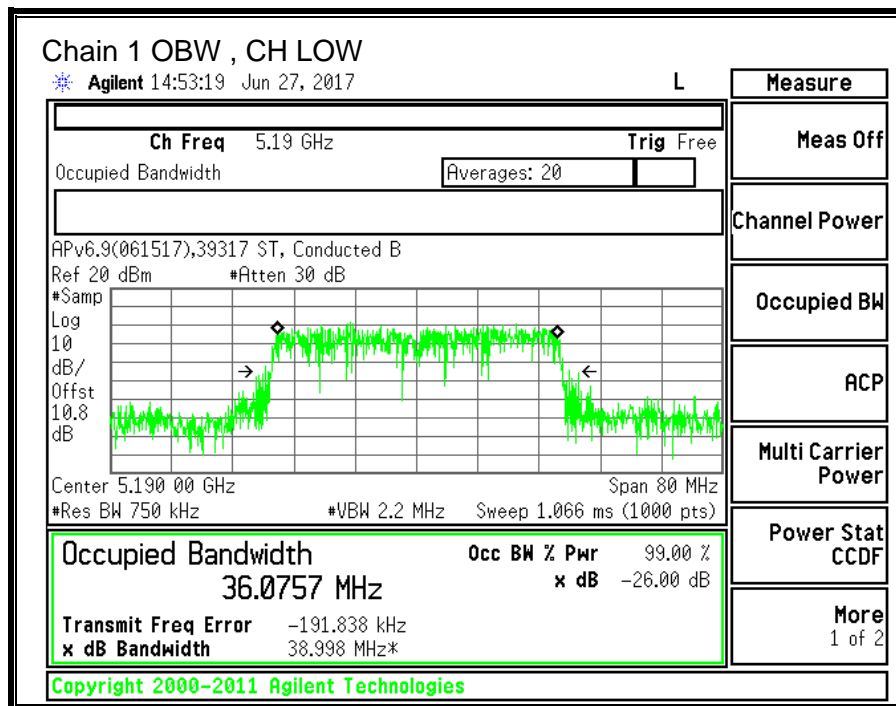 Chain 1 OBW , CH LOW
Agilent 14:53:19 Jun 27, 2017 L
Measure
Ch Freq 5.19 GHz Trig Free
Occupied Bandwidth Averages: 20
APv6.9(061517),39317 ST, Conducted B
Ref 20 dBm #Atten 30 dB
#Samp
Log
10
dB/
Offst
10.8
dB
Center 5.190 00 GHz Span 80 MHz
#Res BW 750 kHz #VBW 2.2 MHz Sweep 1.066 ms (1000 pts)
Occupied Bandwidth Occ BW % Pwr 99.00 %
36.0757 MHz x dB -26.00 dB
Transmit Freq Error -191.838 kHz
x dB Bandwidth 38.998 MHz*
Meas Off
Channel Power
Occupied BW
ACP
Multi Carrier
Power
Power Stat
CCDF
More
1 of 2
Copyright 2000-2011 Agilent Technologies